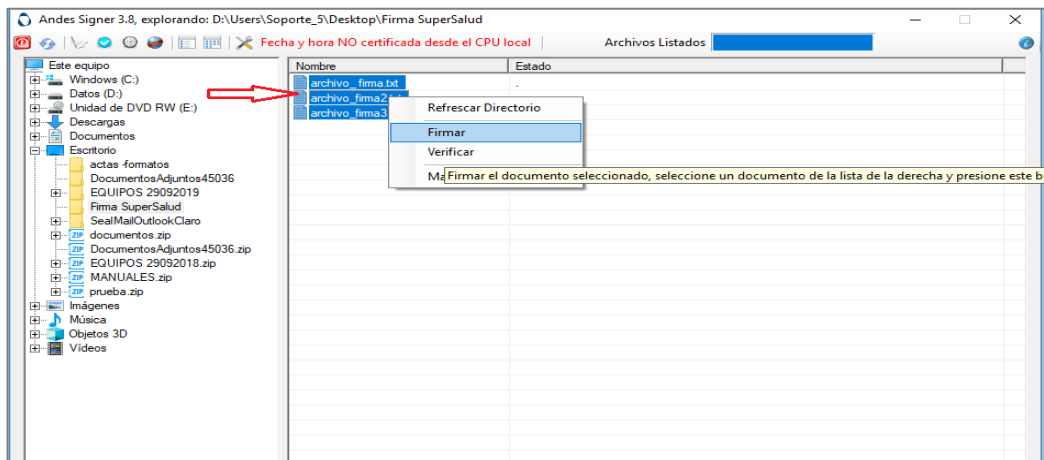 Andes Signer 3.8, explorando: D:\Users\Soporte_5\Desktop\Firma SuperSalud
Fecha y hora NO certificada desde el CPU local
Archivos Listados
Este equipo
Windows (C:)
Datos (D:)
Unidad de DVD RW (E:)
Descargas
Documentos
Escritorio
actas -formatos
DocumentosAdjuntos45036
EQUIPOS 29092019
Firma SuperSalud
SealMailOutlookClaro
documentos.zip
DocumentosAdjuntos45036.zip
EQUIPOS 29092018.zip
MANUALES.zip
prueba.zip
Imágenes
Música
Objetos 3D
Vídeos
Nombre Estado
archivo_ firma.txt .
archivo_firma2
archivo_firma3
Refrescar Directorio
Firmar
Verificar
Ma
Firmar el documento seleccionado, seleccione un documento de la lista de la derecha y presione este b